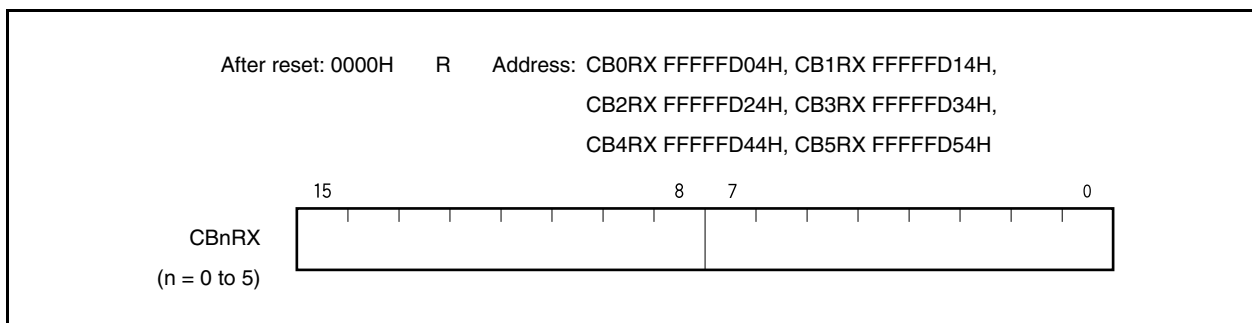 After reset: 0000H R Address: CB0RX FFFFFD04H, CB1RX FFFFFD14H,
CB2RX FFFFFD24H, CB3RX FFFFFD34H,
CB4RX FFFFFD44H, CB5RX FFFFFD54H
15 8 7 0
CBnRX
(n = 0 to 5)